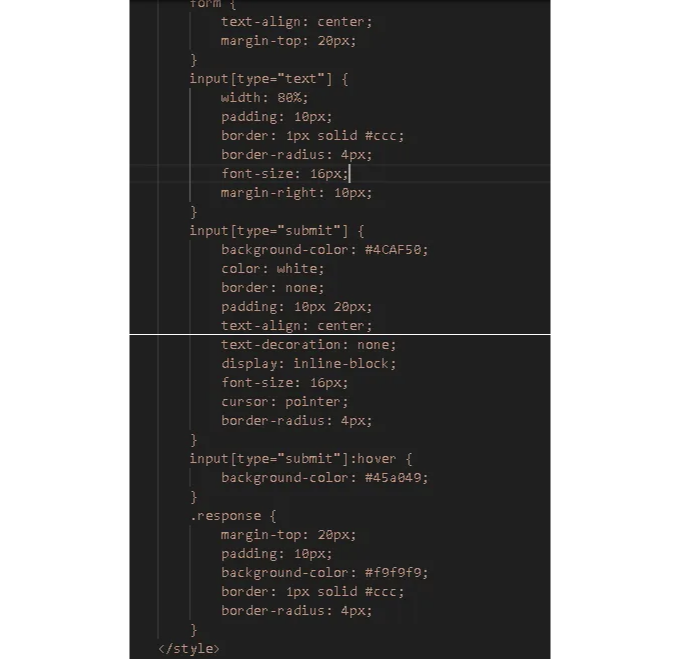 form {
text-align: center;
margin-top: 20px;
}
input[type="text"] {
width: 80%;
padding: 10px;
border: 1px solid #ccc;
border-radius: 4px;
font-size: 16px;
margin-right: 10px;
}
input[type="submit"] {
background-color: #4CAF50;
color: white;
border: none;
padding: 10px 20px;
text-align: center;
text-decoration: none;
display: inline-block;
font-size: 16px;
cursor: pointer;
border-radius: 4px;
}
input[type="submit"]:hover {
background-color: #45a049;
}
.response {
margin-top: 20px;
padding: 10px;
background-color: #f9f9f9;
border: 1px solid #ccc;
border-radius: 4px;
}
</style>